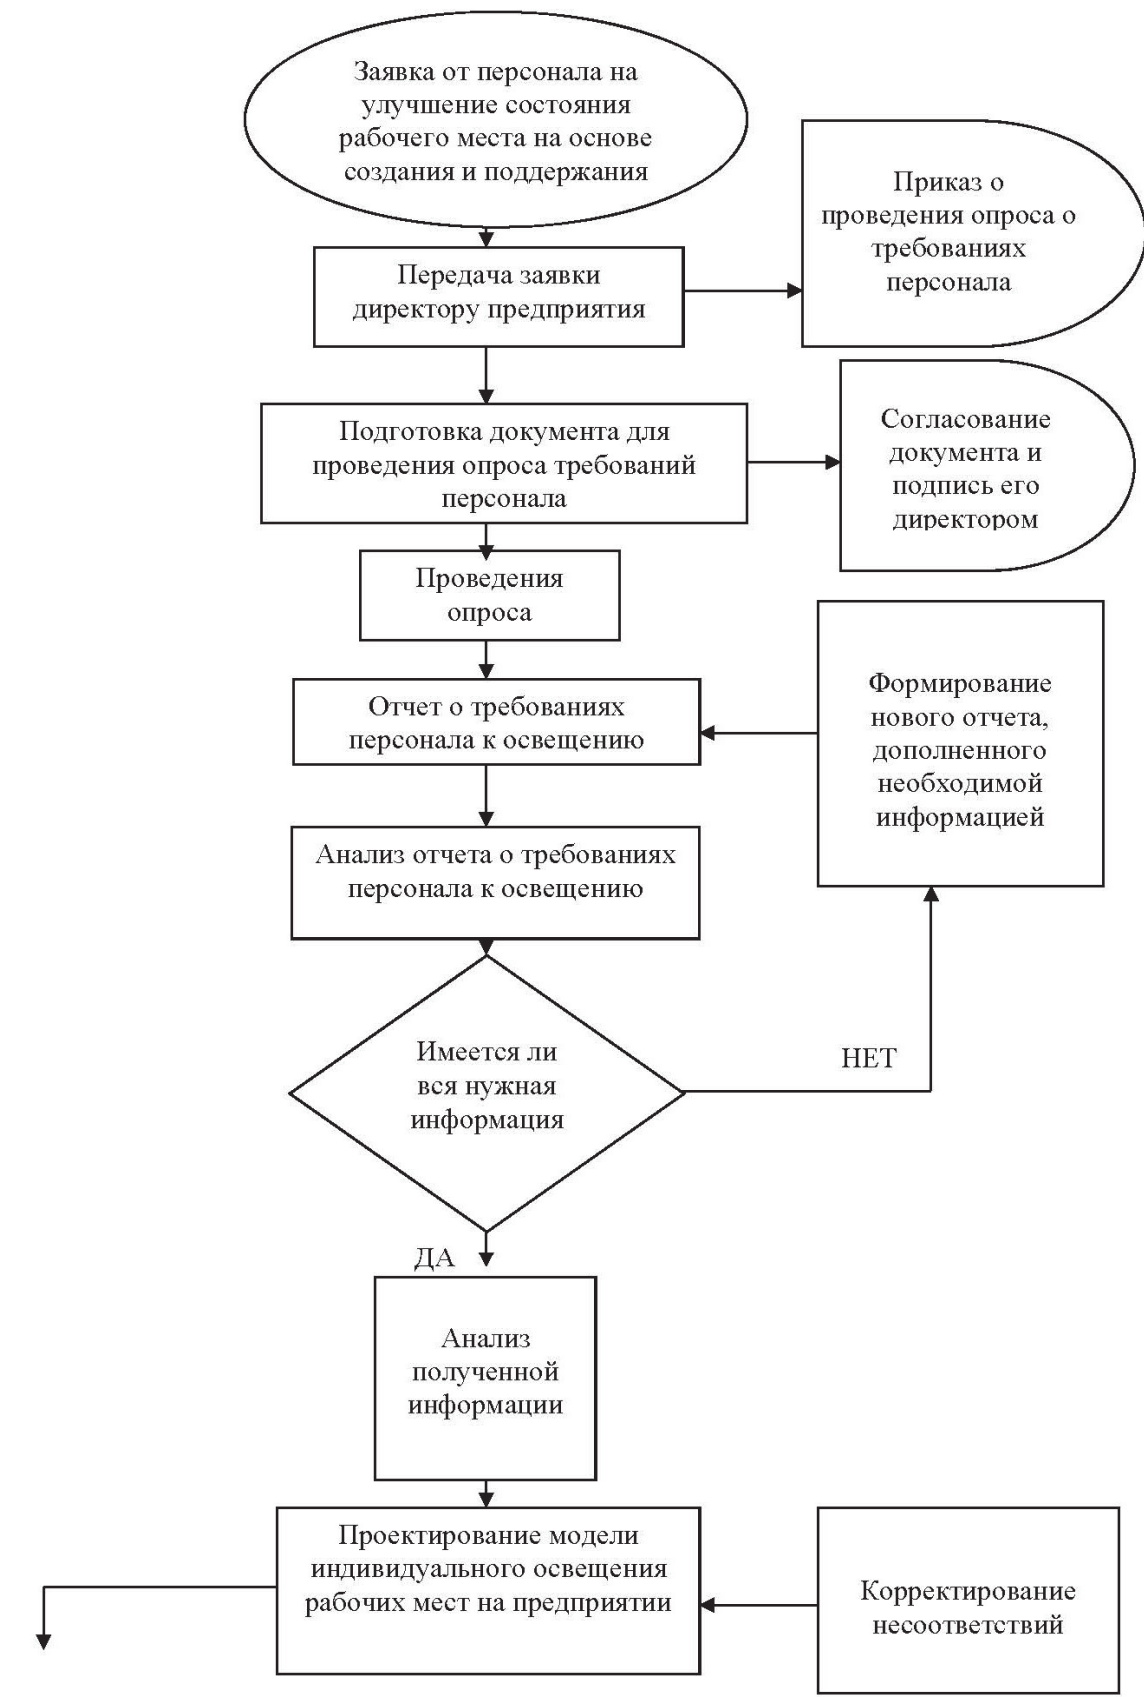 Заявка от персонала на
улучшение состояния
рабочего места на основе
создания и поддержания
Приказ о
проведения опроса о
требованиях
персонала
Передача заявки
директору предприятия
Подготовка документа для
проведения опроса требований
персонала
Согласование
документа и
подпись его
директором
Проведения
опроса
Отчет о требованиях
персонала к освещению
Формирование
нового отчета,
дополненного
необходимой
информацией
Анализ отчета о требованиях
персонала к освещению
Имеется ли
вся нужная
информация
НЕТ
ДА
Анализ
полученной
информации
Проектирование модели
индивидуального освещения
рабочих мест на предприятии
Корректирование
несоответствий